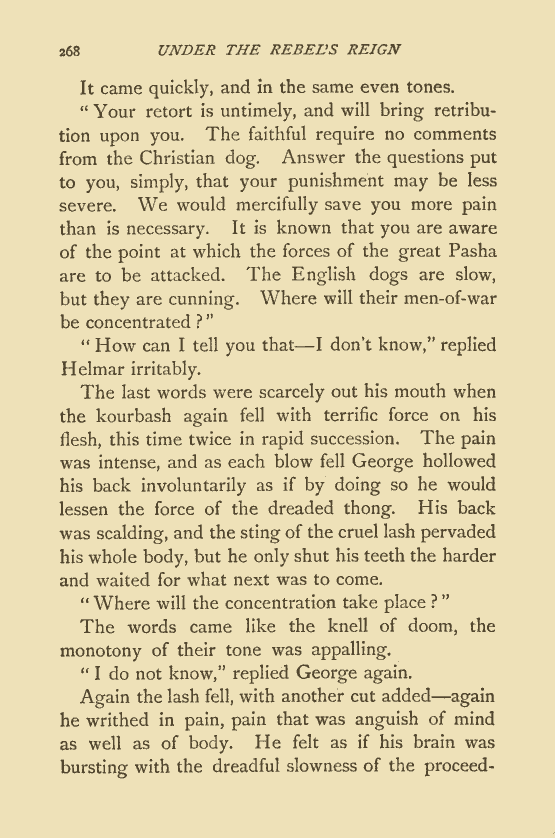 268 UNDER THE REBEL'S REIGN
It came quickly, and in the same even tones.
"Your retort is untimely, and will bring retribu-
tion upon you. The faithful require no comments
from the Christian dog. Answer the questions put
to you, simply, that your punishment may be less
severe. We would mercifully save you more pain
than is necessary. It is known that you are aware
of the point at which the forces of the great Pasha
are to be attacked. The English dogs are slow,
but they are cunning. Where will their men-of-war
be concentrated?"
"How can I tell you that—I don't know," replied
Helmar irritably.
The last words were scarcely out his mouth when
the kourbash again fell with terrific force on his
flesh, this time twice in rapid succession. The pain
was intense, and as each blow fell George hollowed
his back involuntarily as if by doing so he would
lessen the force of the dreaded thong. His back
was scalding, and the sting of the cruel lash pervaded
his whole body, but he only shut his teeth the harder
and waited for what next was to come.
"Where will the concentration take place?"
The words came like the knell of doom, the
monotony of their tone was appalling.
"I do not know," replied George again.
Again the lash fell, with another cut added—again
he writhed in pain, pain that was anguish of mind
as well as of body. He felt as if his brain was
bursting with the dreadful slowness of the proceed-